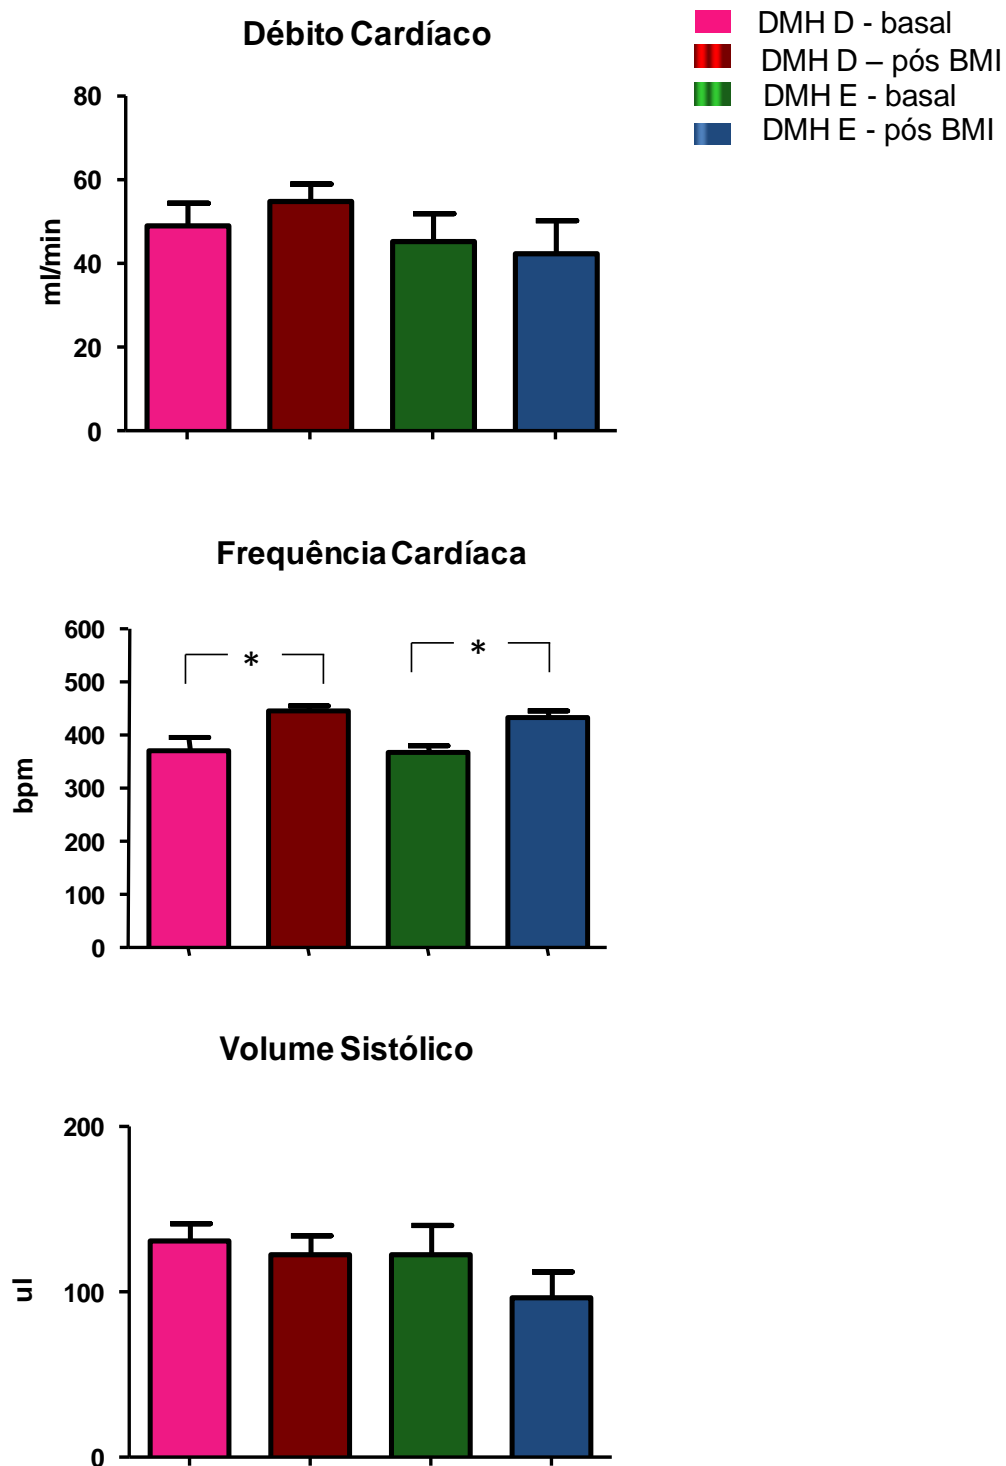 Débito Cardíaco
DMH D - basal
DMH D – pós BMI
DMH E - basal
DMH E - pós BMI
80
60
40
20
0
ml/min
Frequência Cardíaca
600
500
400
300
200
100
0
bpm
*
*
Volume Sistólico
200
100
0
ul